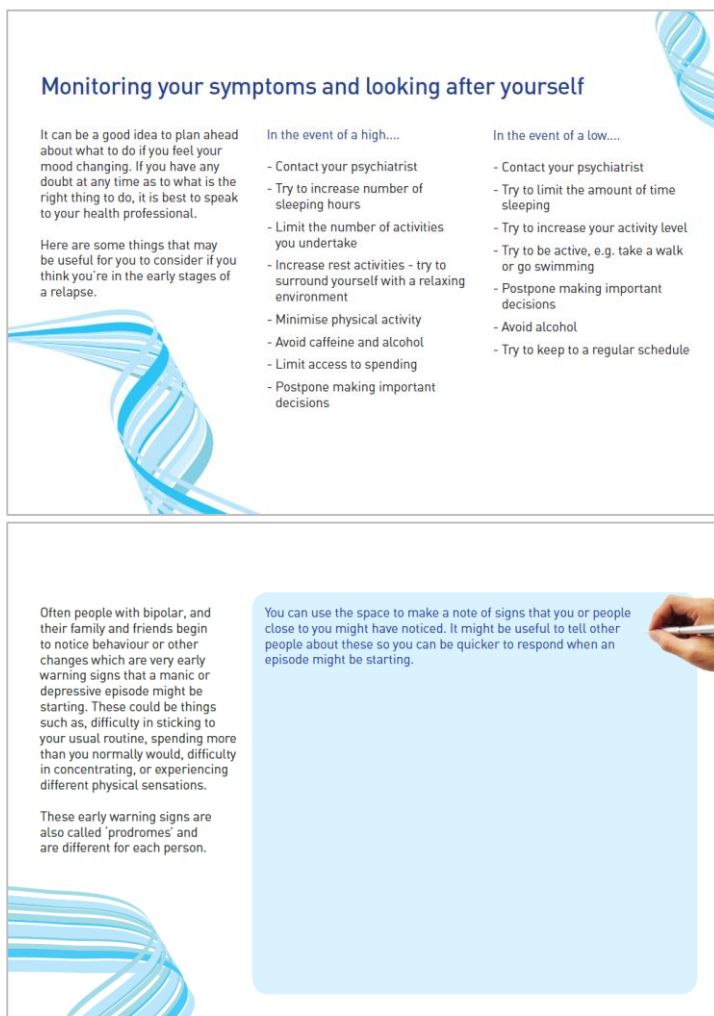 Monitoring your symptoms and looking after yourself
It can be a good idea to plan ahead
about what to do if you feel your
mood changing. If you have any
doubt at any time as to what is the
right thing to do, it is best to speak
to your health professional.
Here are some things that may
be useful for you to consider if you
think you're in the early stages of
a relapse.
In the event of a high....
- Contact your psychiatrist
- Try to increase number of
sleeping hours
- Limit the number of activities
you undertake
- Increase rest activities - try to
surround yourself with a relaxing
environment
- Minimise physical activity
- Avoid caffeine and alcohol
- Limit access to spending
- Postpone making important
decisions
In the event of a low....
- Contact your psychiatrist
- Try to limit the amount of time
sleeping
- Try to increase your activity level
- Try to be active, e.g. take a walk
or go swimming
- Postpone making important
decisions
- Avoid alcohol
- Try to keep to a regular schedule
Often people with bipolar, and
their family and friends begin
to notice behaviour or other
changes which are very early
warning signs that a manic or
depressive episode might be
starting. These could be things
such as, difficulty in sticking to
your usual routine, spending more
than you normally would, difficulty
in concentrating, or experiencing
different physical sensations.
These early warning signs are
also called 'prodromes' and
are different for each person.
You can use the space to make a note of signs that you or people
close to you might have noticed. It might be useful to tell other
people about these so you can be quicker to respond when an
episode might be starting.